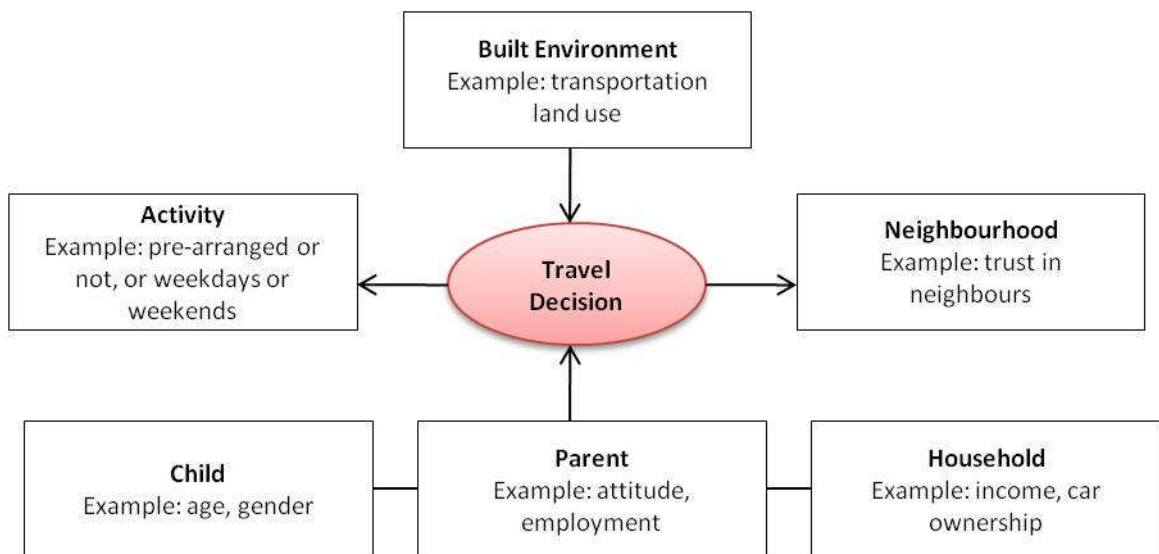 Built Environment
Example: transportation
land use
Activity
Example: pre-arranged or
not, or weekdays or
weekends
Travel
Decision
Neighbourhood
Example: trust in
neighbours
Child
Example: age, gender
Parent
Example: attitude,
employment
Household
Example: income, car
ownership